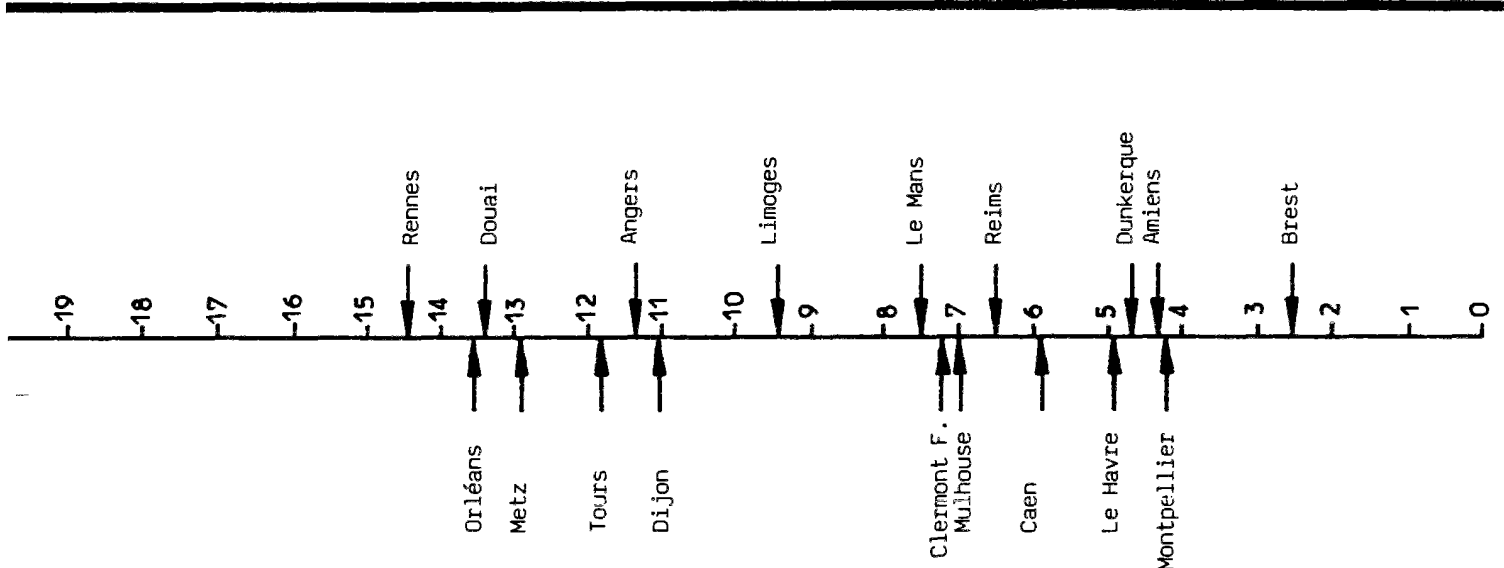 Rennes
Douai
Angers
Limoges
Le Mans
Reims
Dunkerque
Amiens
Brest
19
18
17
16
15
14
13
12
11
10
9
8
7
6
5
4
3
2
1
0
Orléans
Metz
Tours
Dijon
Clermont F.
Mulhouse
Caen
Le Havre
Montpellier